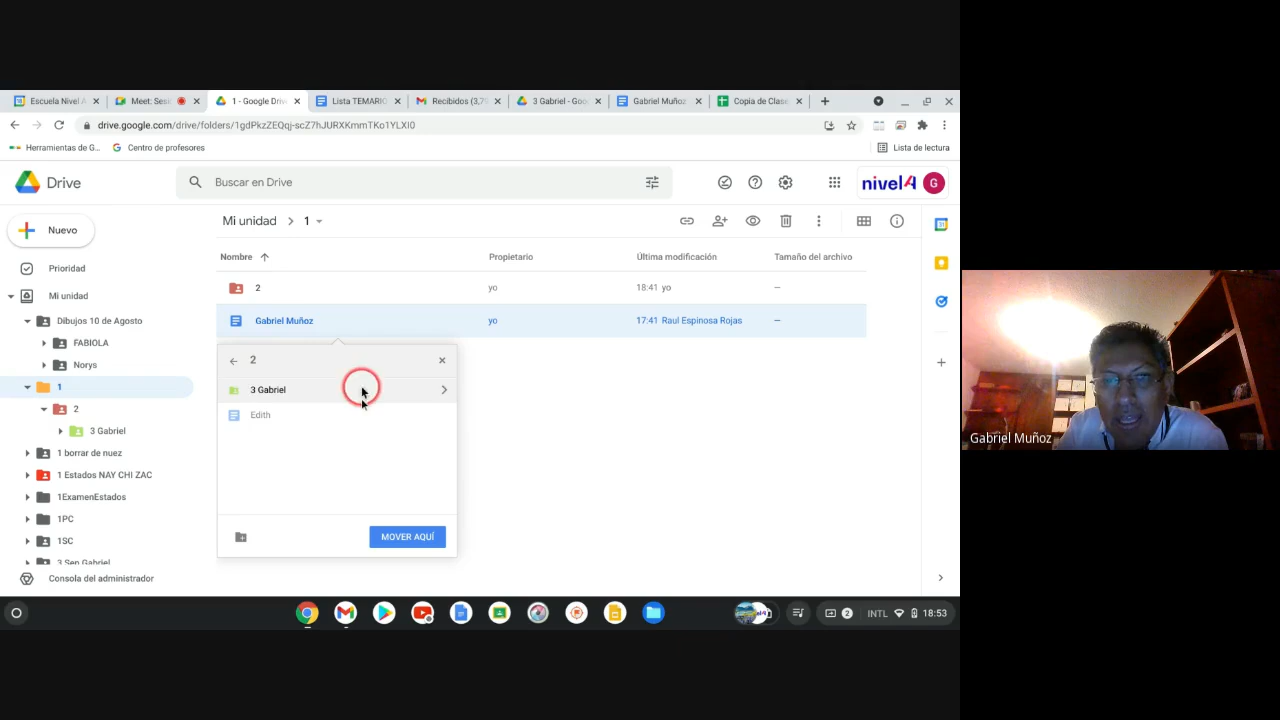 Escuela Nivel A
Meet: Sesi
1 - Google Drive
Lista TEMARIO
Recibidos (3,75
3 Gabriel - Goo
Gabriel Muñoz
Copia de Clase
drive.google.com/drive/folders/1gdPkzZEQqj-scZ7hJURXKmmTKo1YLXI0
Herramientas de G...
Centro de profesores
Lista de lectura
Drive
Buscar en Drive
nivel4
G
Nuevo
Mi unidad > 1
Prioridad
Nombre
Propietario
Última modificación
Tamaño del archivo
Mi unidad
2
yo
18:41 yo
—
Dibujos 10 de Agosto
Gabriel Muñoz
yo
17:41 Raul Espinosa Rojas
—
FABIOLA
Norys
1
2
3 Gabriel
1 borrar de nuez
1 Estados NAY CHI ZAC
1ExamenEstados
1PC
1SC
3 Sen Gabriel
Consola del administrador
2
3 Gabriel
Edith
MOVER AQUÍ
2
INTL
18:53
Gabriel Muñoz